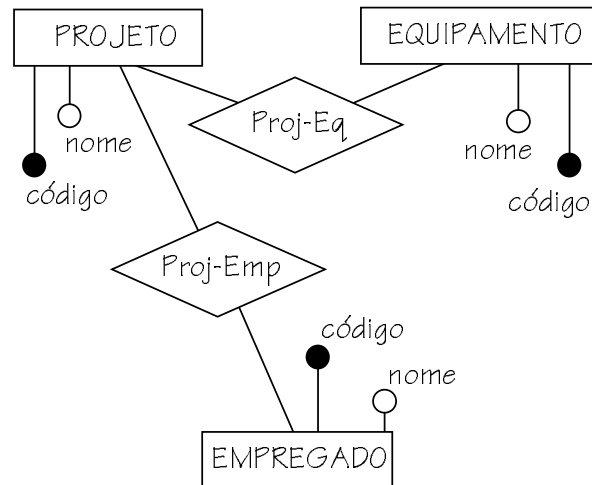 PROJETO
EQUIPAMENTO
Proj-Eq
nome
nome
código
código
Proj-Emp
código
nome
EMPREGADO